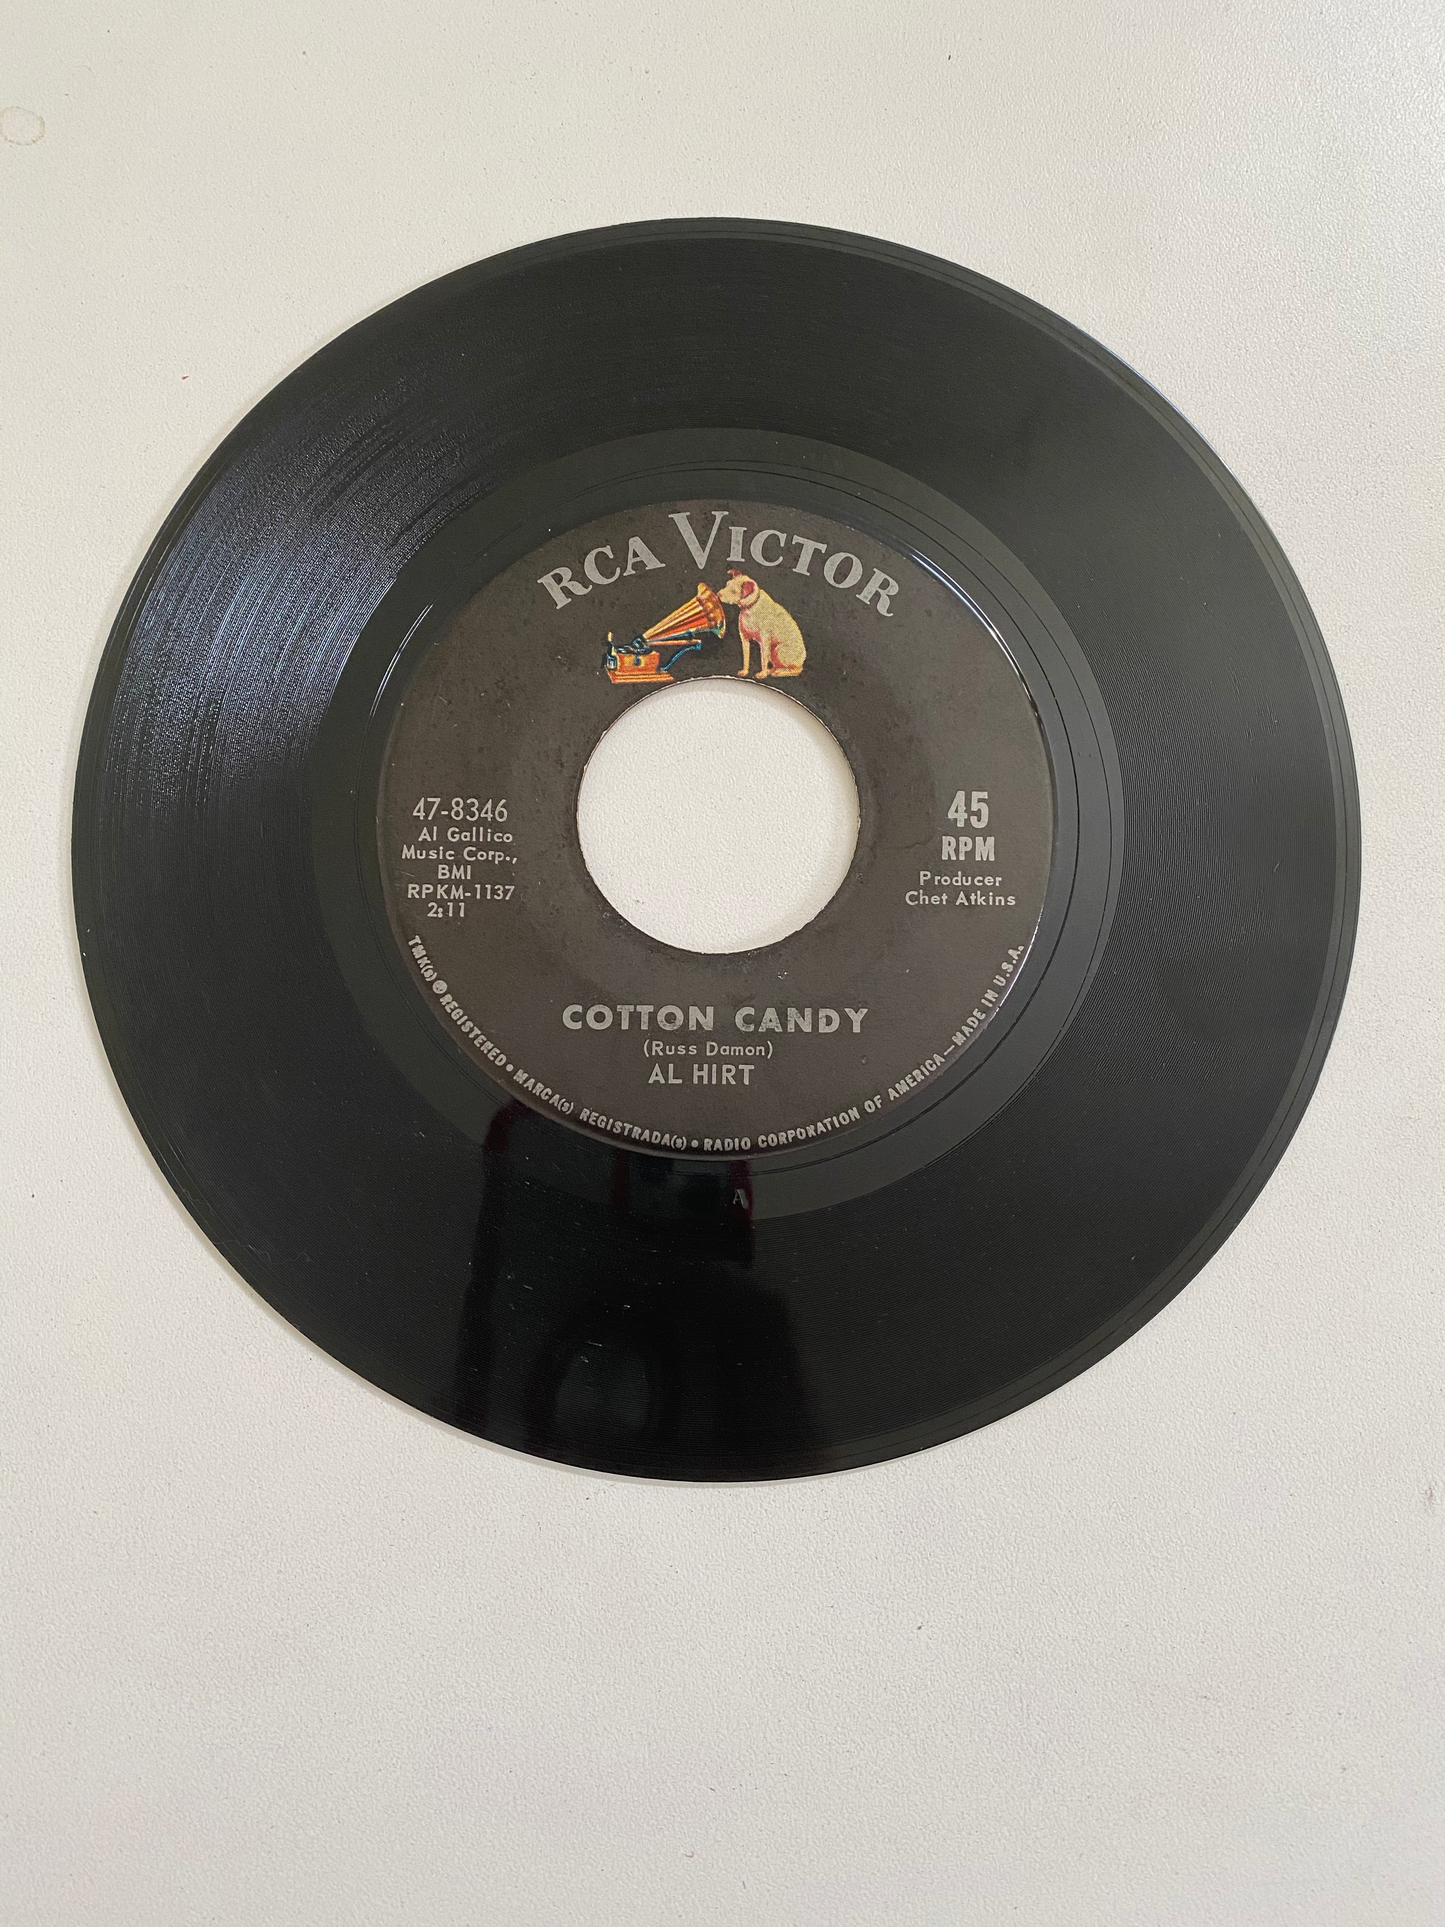 RCA VICTOR
47-8346
Al Gallico
Music Corp.,
BMI
RPKM-1137
2:11
45
RPM
Producer
Chet Atkins
COTTON CANDY
(Russ Damon)
AL HIRT
TMK(s) ® REGISTERED • MARCA(s) REGISTRADA(s) • RADIO CORPORATION OF AMERICA—MADE IN U.S.A.
A